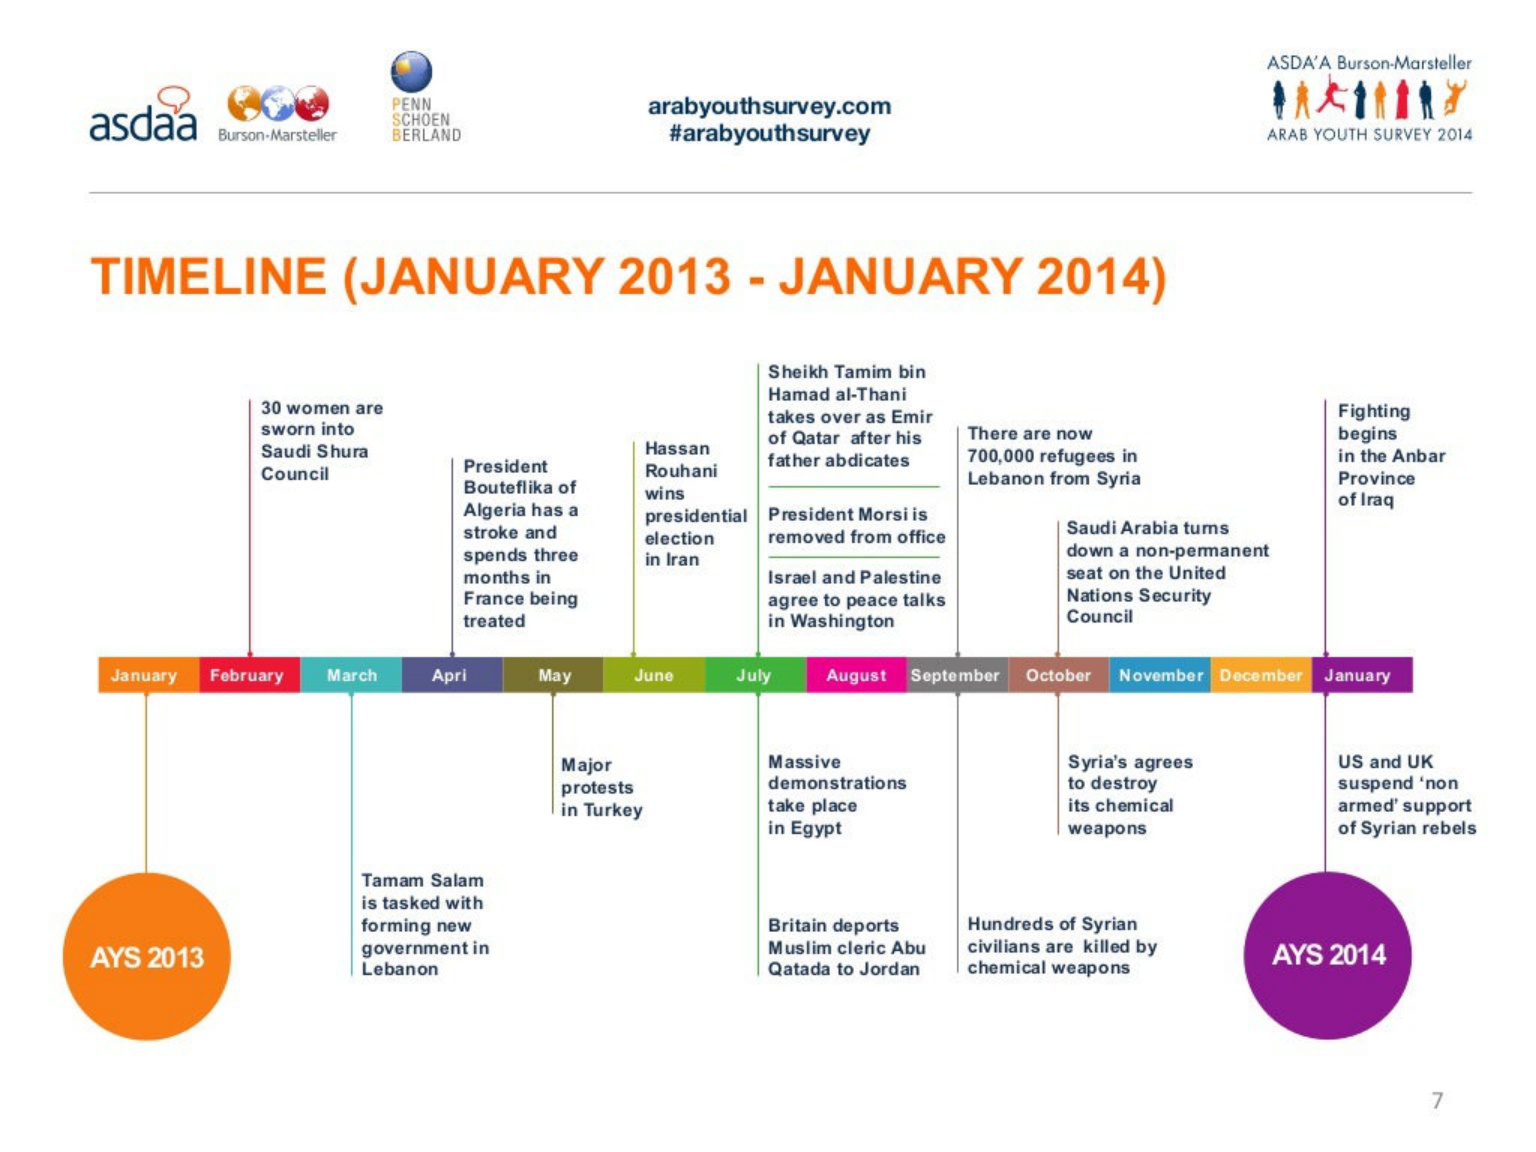 asdaa
Burson-Marsteller
PENN
SCHOEN
BERLAND
arabyouthsurvey.com
#arabyouthsurvey
ASDA'A Burson-Marsteller
ARAB YOUTH SURVEY 2014
TIMELINE (JANUARY 2013 - JANUARY 2014)
30 women are
sworn into
Saudi Shura
Council
President
Bouteflika of
Algeria has a
stroke and
spends three
months in
France being
treated
Hassan
Rouhani
wins
presidential
election
in Iran
Sheikh Tamim bin
Hamad al-Thani
takes over as Emir
of Qatar after his
father abdicates
President Morsi is
removed from office
Israel and Palestine
agree to peace talks
in Washington
There are now
700,000 refugees in
Lebanon from Syria
Saudi Arabia turns
down a non-permanent
seat on the United
Nations Security
Council
Fighting
begins
in the Anbar
Province
of Iraq
January February March Apri May June July August September October November December January
Major
protests
in Turkey
Massive
demonstrations
take place
in Egypt
Syria's agrees
to destroy
its chemical
weapons
US and UK
suspend 'non
armed' support
of Syrian rebels
Tamam Salam
is tasked with
forming new
government in
Lebanon
Britain deports
Muslim cleric Abu
Qatada to Jordan
Hundreds of Syrian
civilians are killed by
chemical weapons
AYS 2013
AYS 2014
7